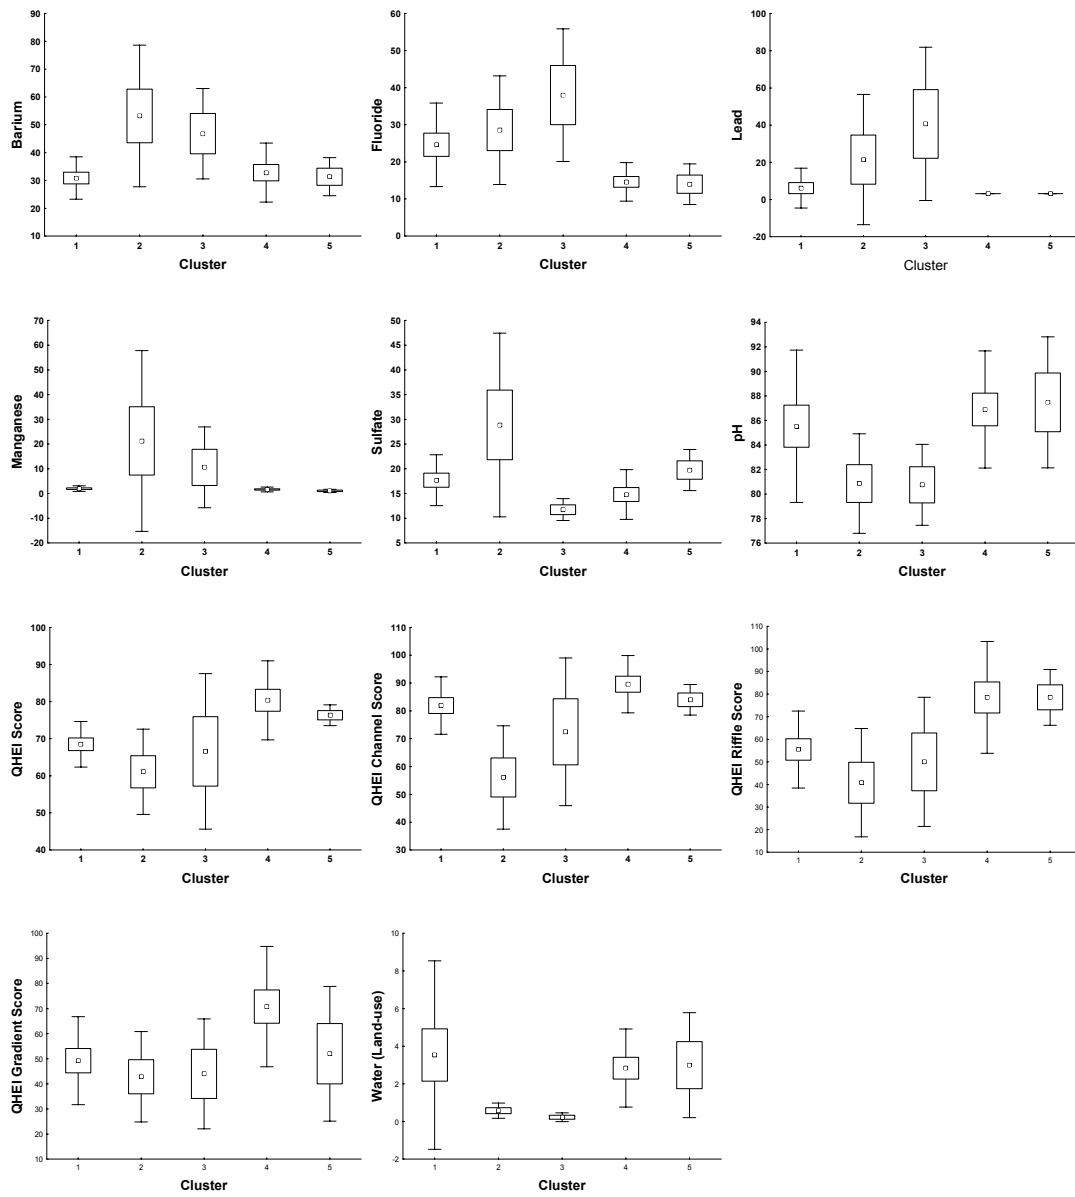 Barium
90
80
70
60
50
40
30
20
10
1 2 3 4 5
Cluster
Fluoride
60
50
40
30
20
10
0
1 2 3 4 5
Cluster
Lead
100
80
60
40
20
0
-20
1 2 3 4 5
Cluster
Manganese
70
60
50
40
30
20
10
0
-10
-20
1 2 3 4 5
Cluster
Sulfate
50
45
40
35
30
25
20
15
10
5
1 2 3 4 5
Cluster
pH
94
92
90
88
86
84
82
80
78
76
1 2 3 4 5
Cluster
QHEI Score
100
90
80
70
60
50
40
1 2 3 4 5
Cluster
QHEI Channel Score
110
100
90
80
70
60
50
40
30
1 2 3 4 5
Cluster
QHEI Riffle Score
110
100
90
80
70
60
50
40
30
20
10
1 2 3 4 5
Cluster
QHEI Gradient Score
100
90
80
70
60
50
40
30
20
10
1 2 3 4 5
Cluster
Water (Land-use)
10
8
6
4
2
0
-2
1 2 3 4 5
Cluster